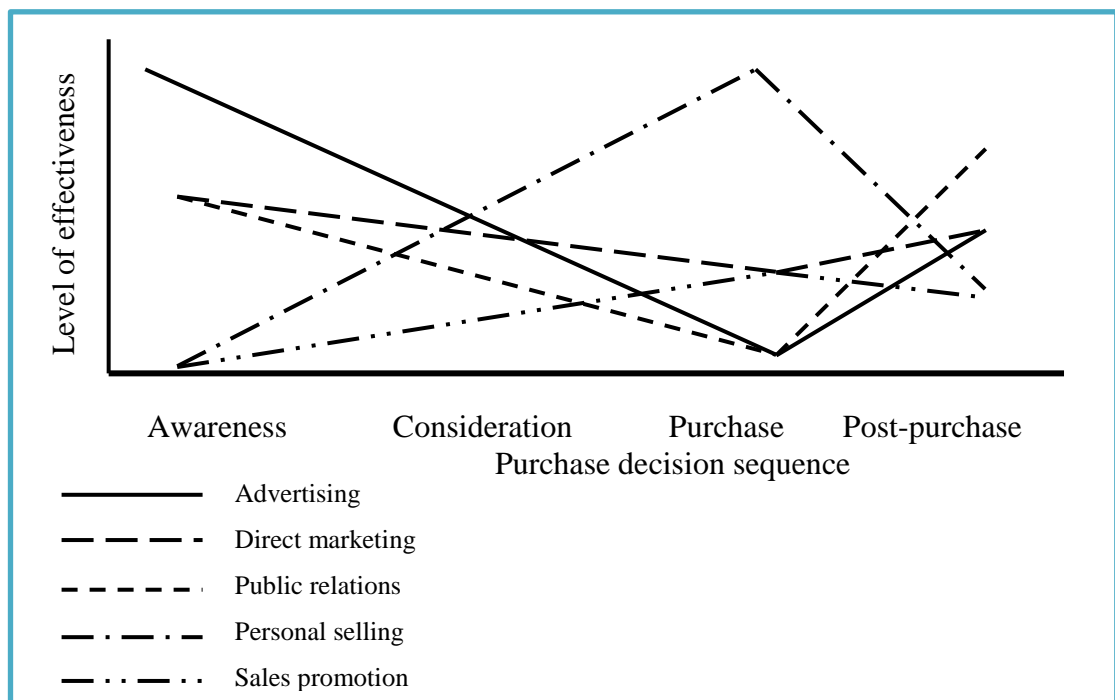 Level of effectiveness
Awareness Consideration Purchase Post-purchase
Purchase decision sequence
Advertising
Direct marketing
Public relations
Personal selling
Sales promotion